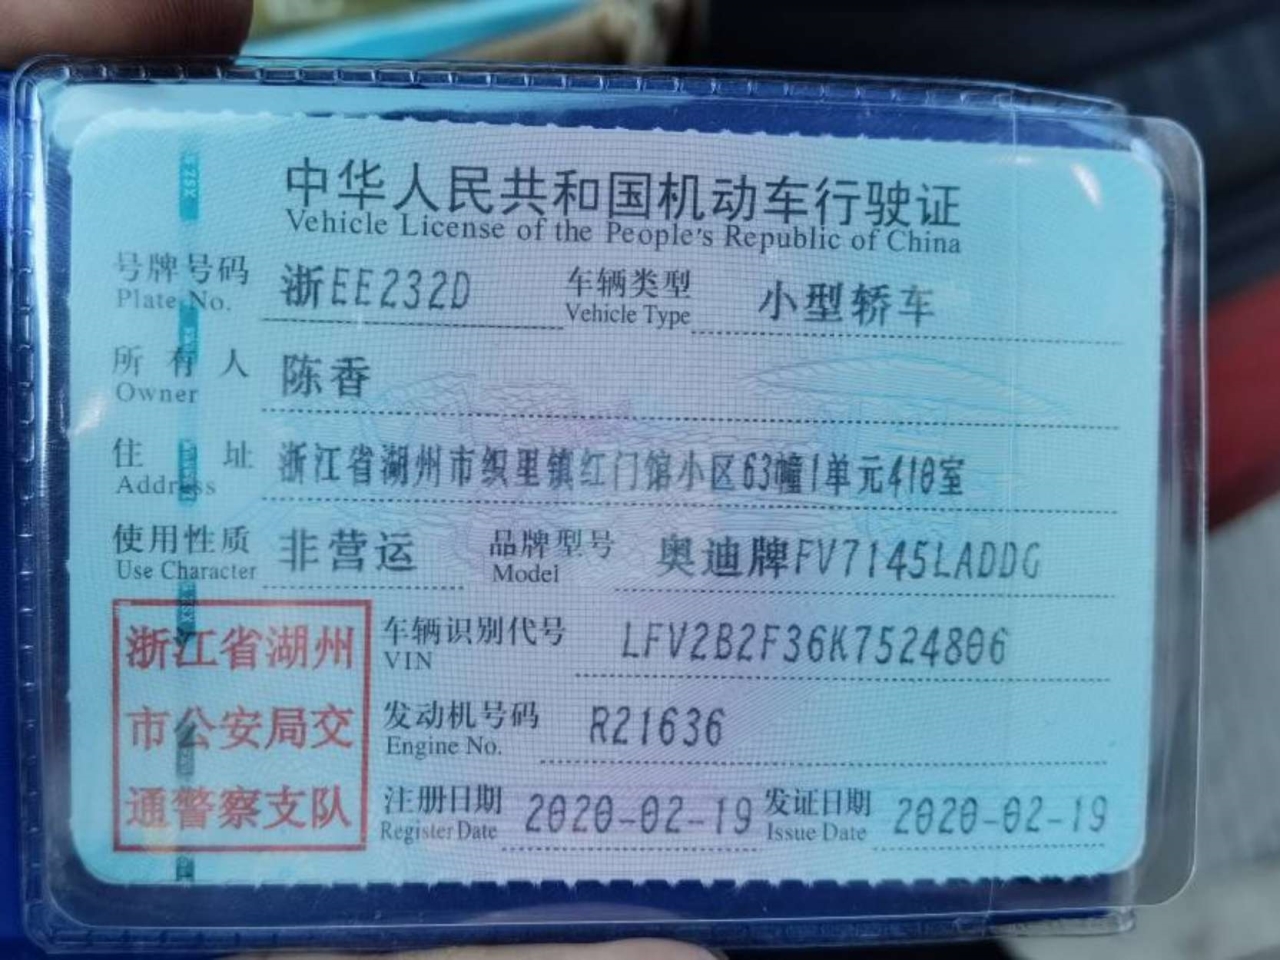 中华人民共和国机动车行驶证
Vehicle License of the People's Republic of China
号牌号码 浙EE232D 车辆类型 小型轿车
Plate No. Vehicle Type
所有人 陈香
Owner
住址 浙江省湖州市织里镇红门馆小区63幢1单元410室
Address
使用性质 非营运 品牌型号 奥迪牌FV7145LADDG
Use Character Model
浙江省湖州
市公安局交
通警察支队
车辆识别代号 LFV2B2F36K7524806
VIN
发动机号码 R21636
Engine No.
注册日期 2020-02-19 发证日期 2020-02-19
Register Date Issue Date